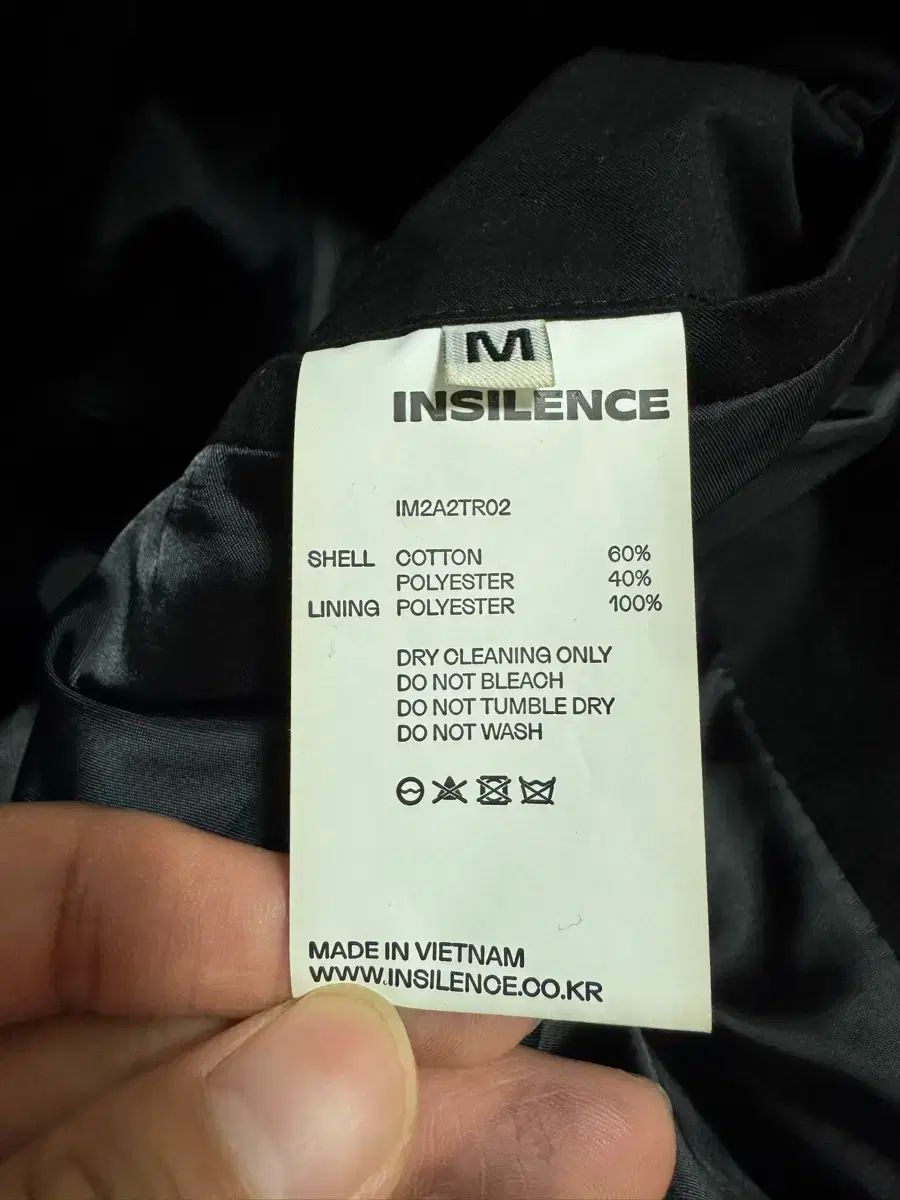 M
INSILENCE
IM2A2TR02
SHELL COTTON 60%
POLYESTER 40%
LINING POLYESTER 100%
DRY CLEANING ONLY
DO NOT BLEACH
DO NOT TUMBLE DRY
DO NOT WASH
MADE IN VIETNAM
WWW.INSILENCE.CO.KR